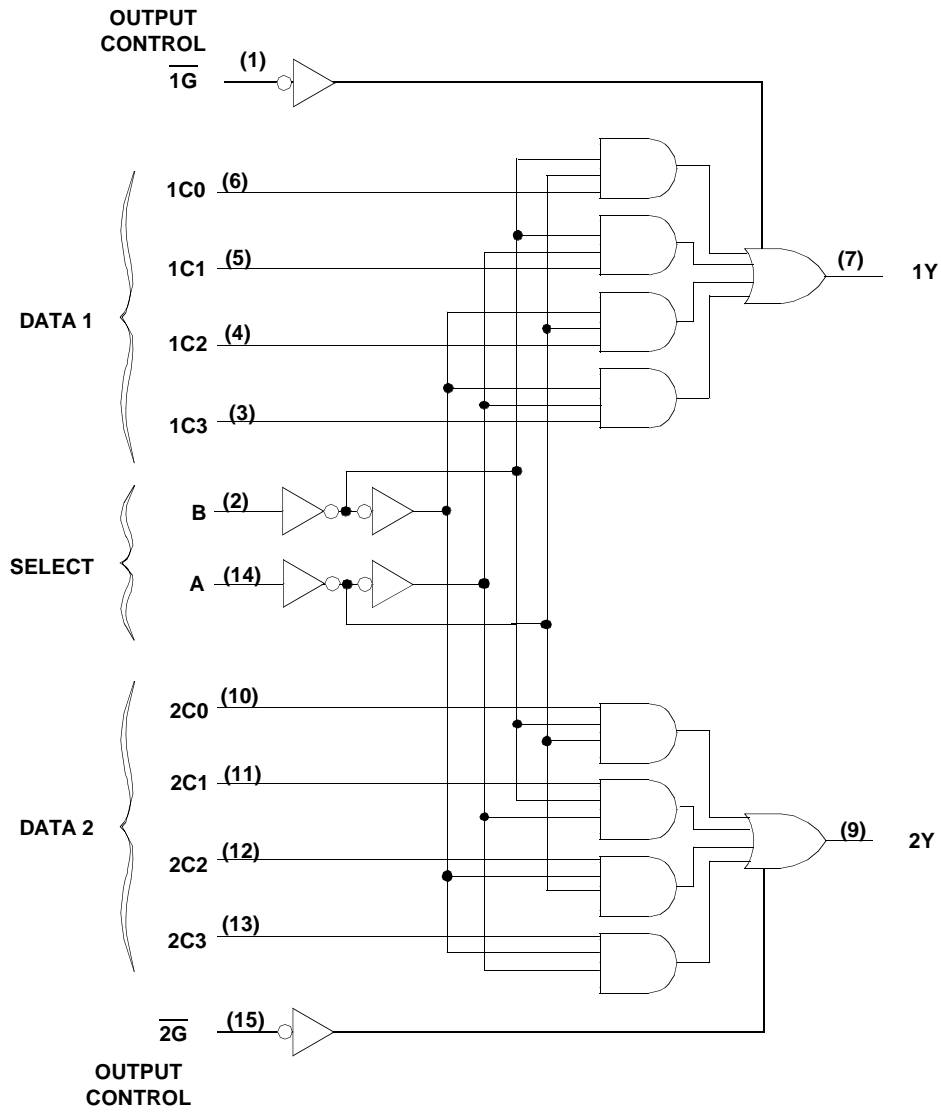 OUTPUT
CONTROL
1G (1)
1C0 (6)
1C1 (5)
(7) 1Y
DATA 1
1C2 (4)
1C3 (3)
B (2)
SELECT
A (14)
2C0 (10)
2C1 (11)
DATA 2
(9) 2Y
2C2 (12)
2C3 (13)
2G (15)
OUTPUT
CONTROL